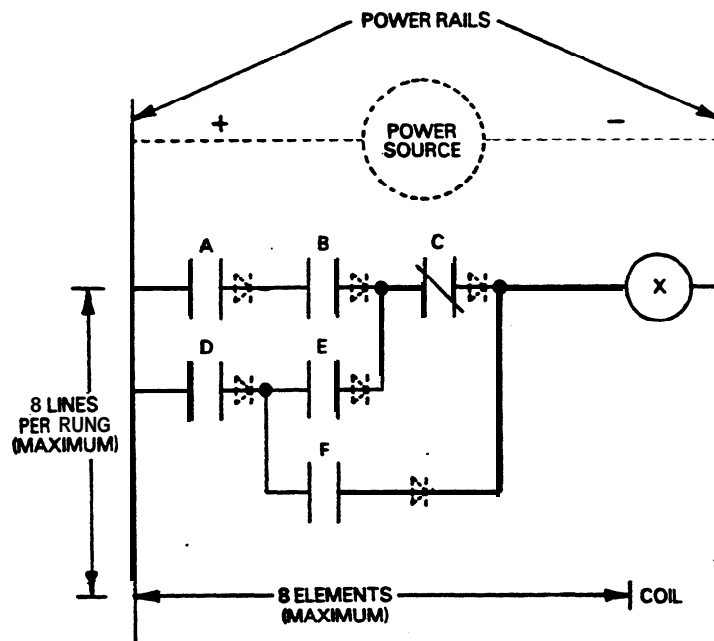 POWER RAILS
+
POWER
SOURCE
−
A
B
C
X
D
E
8 LINES
PER RUNG
(MAXIMUM)
F
8 ELEMENTS
(MAXIMUM)
COIL